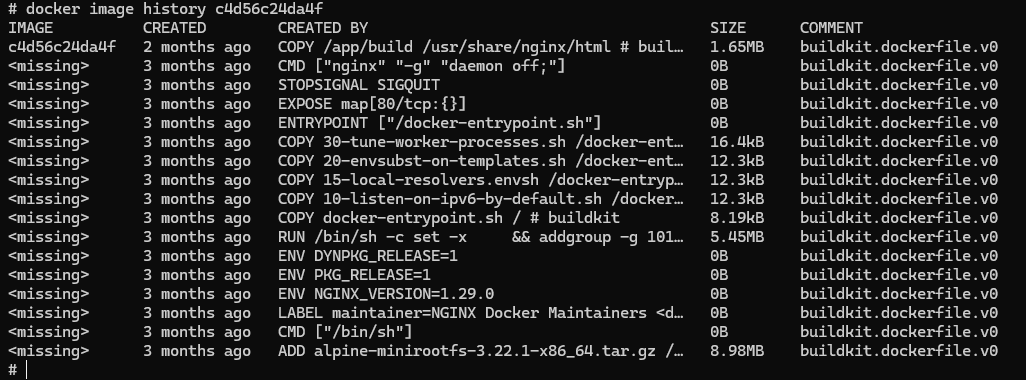 # docker image history c4d56c24da4f
IMAGE          CREATED        CREATED BY                                      SIZE      COMMENT
c4d56c24da4f   2 months ago   COPY /app/build /usr/share/nginx/html # buil…   1.65MB    buildkit.dockerfile.v0
<missing>      3 months ago   CMD ["nginx" "-g" "daemon off;"]                0B        buildkit.dockerfile.v0
<missing>      3 months ago   STOPSIGNAL SIGQUIT                              0B        buildkit.dockerfile.v0
<missing>      3 months ago   EXPOSE map[80/tcp:{}]                           0B        buildkit.dockerfile.v0
<missing>      3 months ago   ENTRYPOINT ["/docker-entrypoint.sh"]            0B        buildkit.dockerfile.v0
<missing>      3 months ago   COPY 30-tune-worker-processes.sh /docker-ent…   16.4kB    buildkit.dockerfile.v0
<missing>      3 months ago   COPY 20-envsubst-on-templates.sh /docker-ent…   12.3kB    buildkit.dockerfile.v0
<missing>      3 months ago   COPY 15-local-resolvers.envsh /docker-entryp…   12.3kB    buildkit.dockerfile.v0
<missing>      3 months ago   COPY 10-listen-on-ipv6-by-default.sh /docker…   12.3kB    buildkit.dockerfile.v0
<missing>      3 months ago   COPY docker-entrypoint.sh / # buildkit          8.19kB    buildkit.dockerfile.v0
<missing>      3 months ago   RUN /bin/sh -c set -x     && addgroup -g 101…   5.45MB    buildkit.dockerfile.v0
<missing>      3 months ago   ENV DYNPKG_RELEASE=1                            0B        buildkit.dockerfile.v0
<missing>      3 months ago   ENV PKG_RELEASE=1                               0B        buildkit.dockerfile.v0
<missing>      3 months ago   ENV NGINX_VERSION=1.29.0                        0B        buildkit.dockerfile.v0
<missing>      3 months ago   LABEL maintainer=NGINX Docker Maintainers <d…   0B        buildkit.dockerfile.v0
<missing>      3 months ago   CMD ["/bin/sh"]                                 0B        buildkit.dockerfile.v0
<missing>      3 months ago   ADD alpine-minirootfs-3.22.1-x86_64.tar.gz /…   8.98MB    buildkit.dockerfile.v0
#